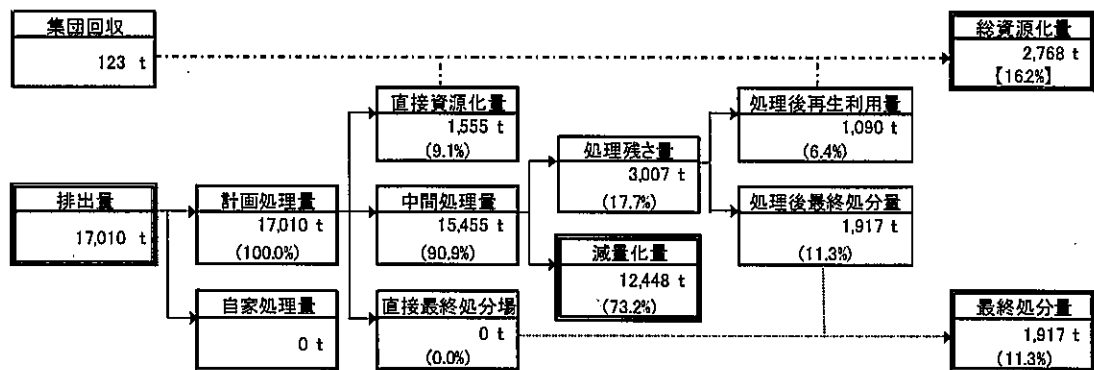 集団回収
123 t
総資源化量
2,768 t
【16.2%】
直接資源化量
1,555 t
(9.1%)
処理後再生利用量
1,090 t
(6.4%)
処理残さ量
3,007 t
(17.7%)
排出量
17,010 t
計画処理量
17,010 t
(100.0%)
中間処理量
15,455 t
(90.9%)
処理後最終処分量
1,917 t
(11.3%)
減量化量
12,448 t
(73.2%)
自家処理量
0 t
直接最終処分場
0 t
(0.0%)
最終処分量
1,917 t
(11.3%)